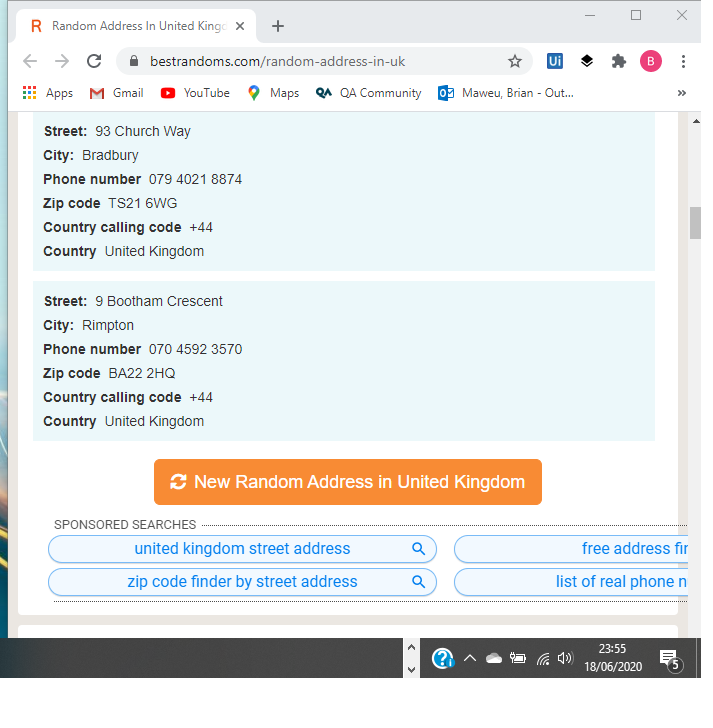 Random Address In United King
bestrandoms.com/random-address-in-uk
Ui
B
Apps
Gmail
YouTube
Maps
QA Community
Maweu, Brian - Out...
»
Street: 93 Church Way
City: Bradbury
Phone number 079 4021 8874
Zip code TS21 6WG
Country calling code +44
Country United Kingdom
Street: 9 Bootham Crescent
City: Rimpton
Phone number 070 4592 3570
Zip code BA22 2HQ
Country calling code +44
Country United Kingdom
New Random Address in United Kingdom
SPONSORED SEARCHES
united kingdom street address
free address fin
zip code finder by street address
list of real phone n
23:55
18/06/2020
5